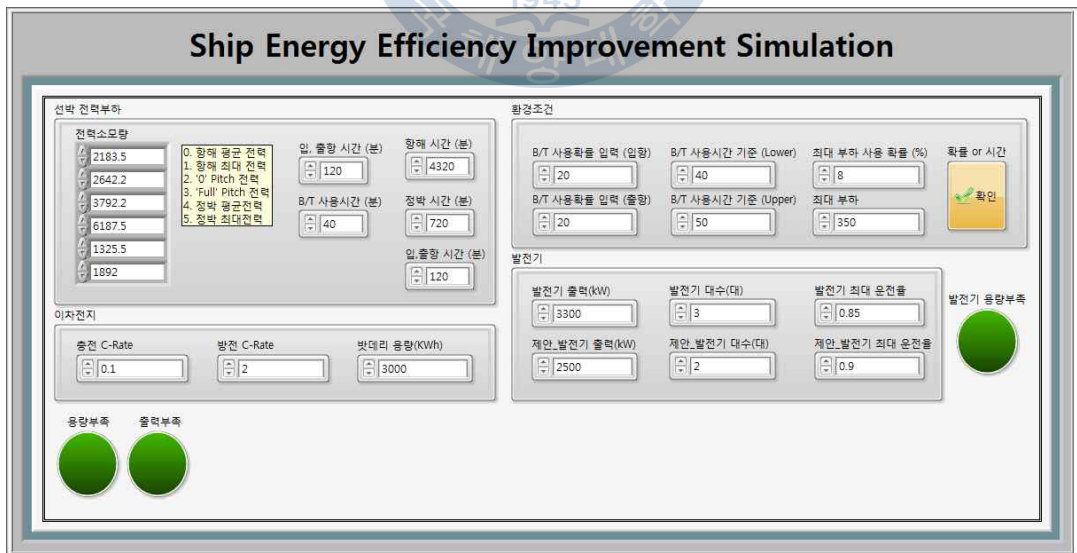 1945
Ship Energy Efficiency Improvement Simulation
선박 전력부하
전력소모량
2183.5
2642.2
3792.2
6187.5
1325.5
1892
0. 항해 평균 전력
1. 항해 최대 전력
2. '0' Pitch 전력
3. 'Full' Pitch 전력
4. 정박 평균전력
5. 정박 최대전력
입, 출항 시간 (분)
120
B/T 사용시간 (분)
40
항해 시간 (분)
4320
정박 시간 (분)
720
입,출항 시간 (분)
120
이차전지
충전 C-Rate
0.1
방전 C-Rate
2
밧데리 용량(KWh)
3000
용량부족
출력부족
환경조건
B/T 사용확률 입력 (입항)
20
B/T 사용시간 기준 (Lower)
40
최대 부하 사용 확률 (%)
8
B/T 사용확률 입력 (출항)
20
B/T 사용시간 기준 (Upper)
50
최대 부하
350
확률 or 시간
확인
발전기
발전기 출력(kW)
3300
발전기 대수(대)
3
발전기 최대 운전율
0.85
제안_발전기 출력(kW)
2500
제안_발전기 대수(대)
2
제안_발전기 최대 운전율
0.9
발전기 용량부족